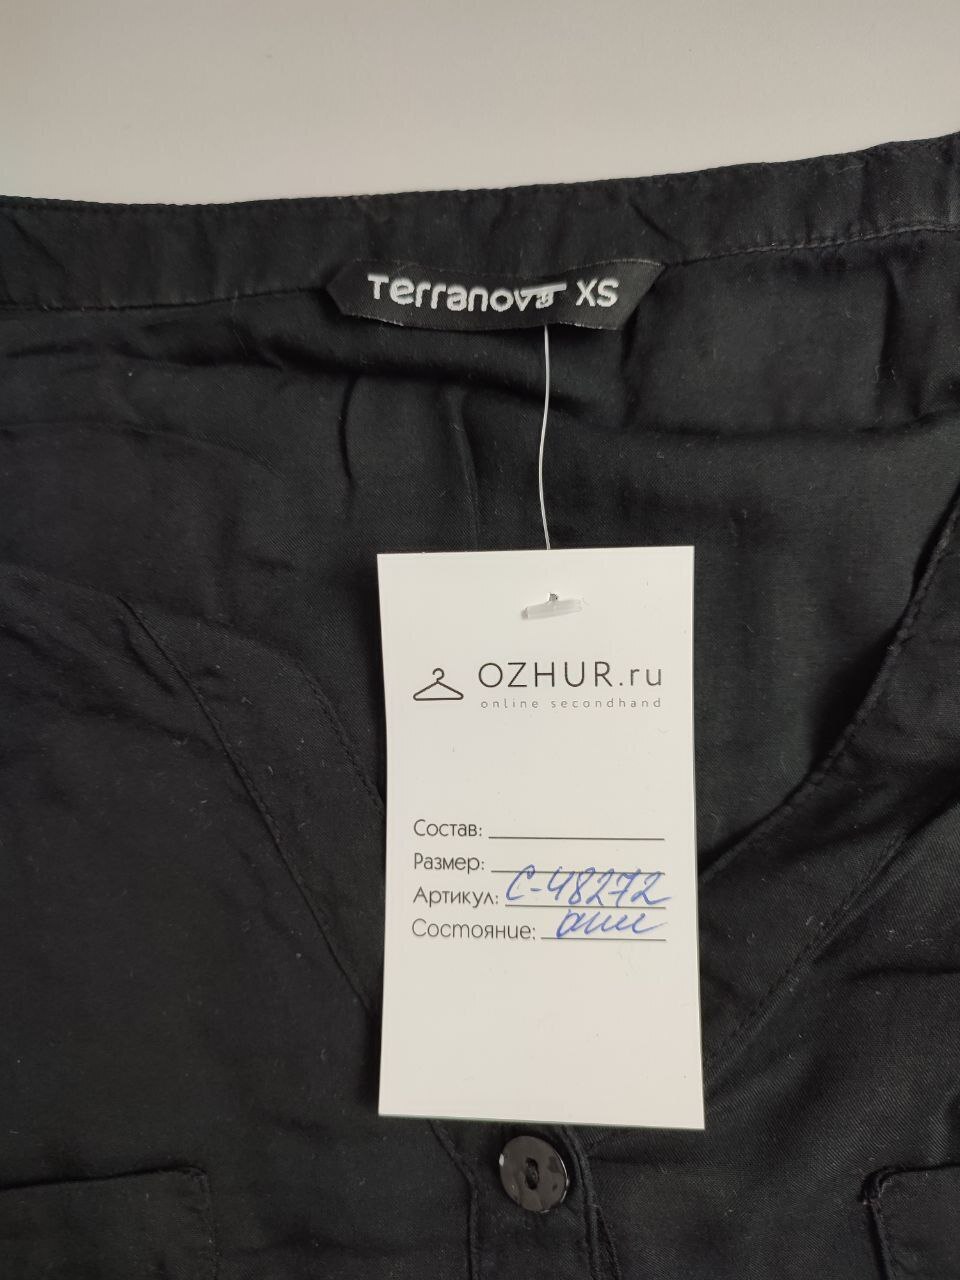 Terranova XS
OZHUR.ru
online secondhand
Состав:
Размер:
Артикул: С-48272
Состояние: